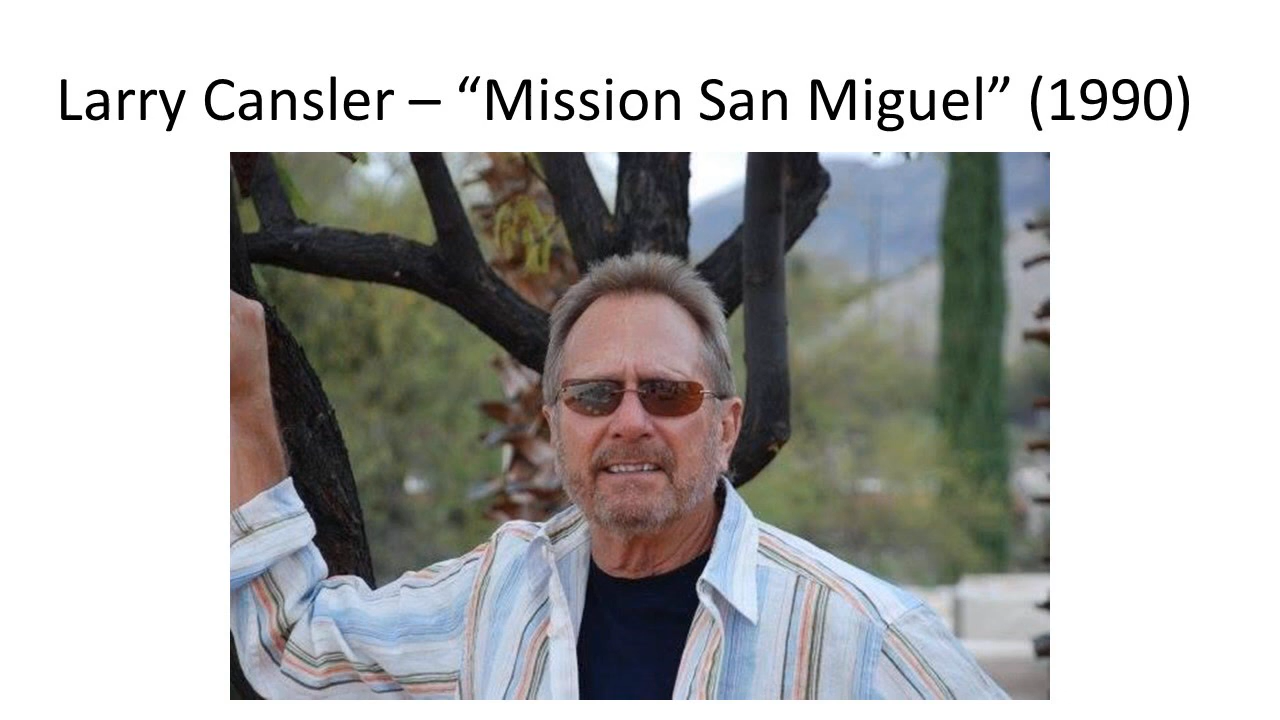 Larry Cansler – “Mission San Miguel” (1990)